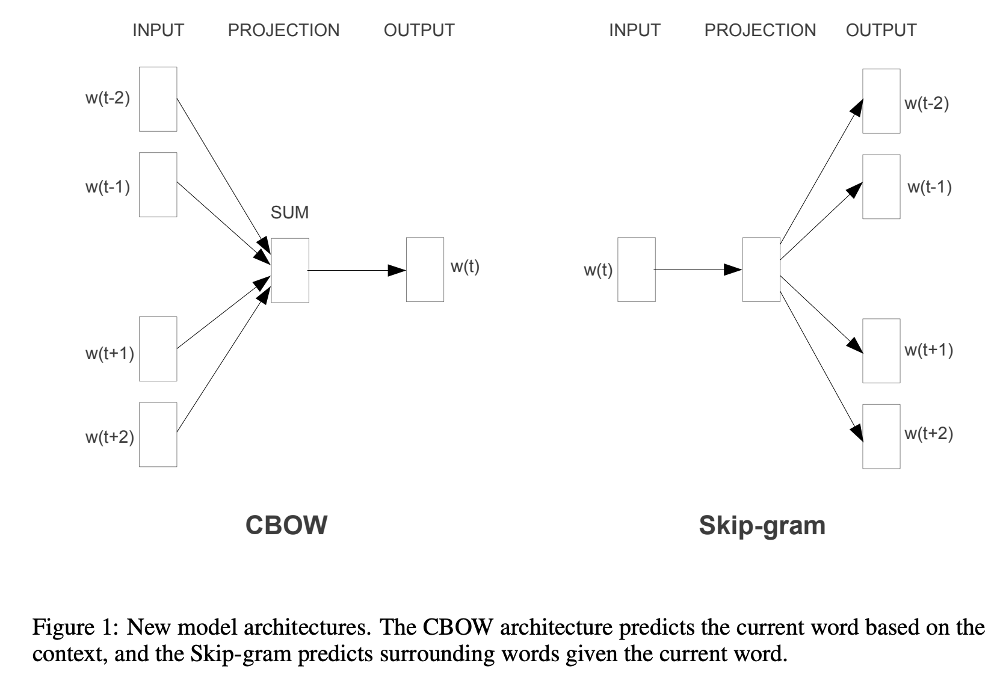 INPUT PROJECTION OUTPUT
w(t-2)
w(t-1)
SUM
w(t)
w(t+1)
w(t+2)
CBOW
INPUT PROJECTION OUTPUT
w(t-2)
w(t-1)
w(t)
w(t+1)
w(t+2)
Skip-gram
Figure 1: New model architectures. The CBOW architecture predicts the current word based on the
context, and the Skip-gram predicts surrounding words given the current word.